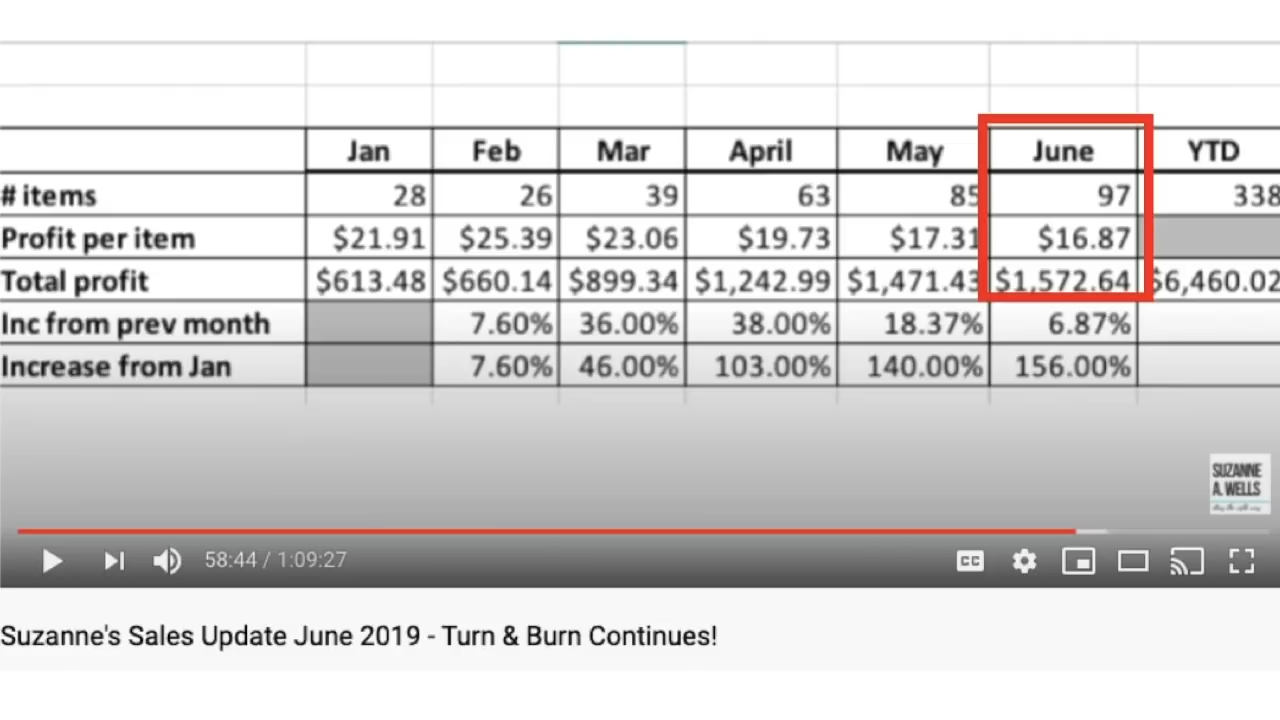 Jan Feb Mar April May June YTD
# items 28 26 39 63 85 97 338
Profit per item $21.91 $25.39 $23.06 $19.73 $17.31 $16.87
Total profit $613.48 $660.14 $899.34 $1,242.99 $1,471.43 $1,572.64 $6,460.02
Inc from prev month 7.60% 36.00% 38.00% 18.37% 6.87%
Increase from Jan 7.60% 46.00% 103.00% 140.00% 156.00%
SUZANNE
A. WELLS
58:44 / 1:09:27
CC
Suzanne's Sales Update June 2019 - Turn & Burn Continues!